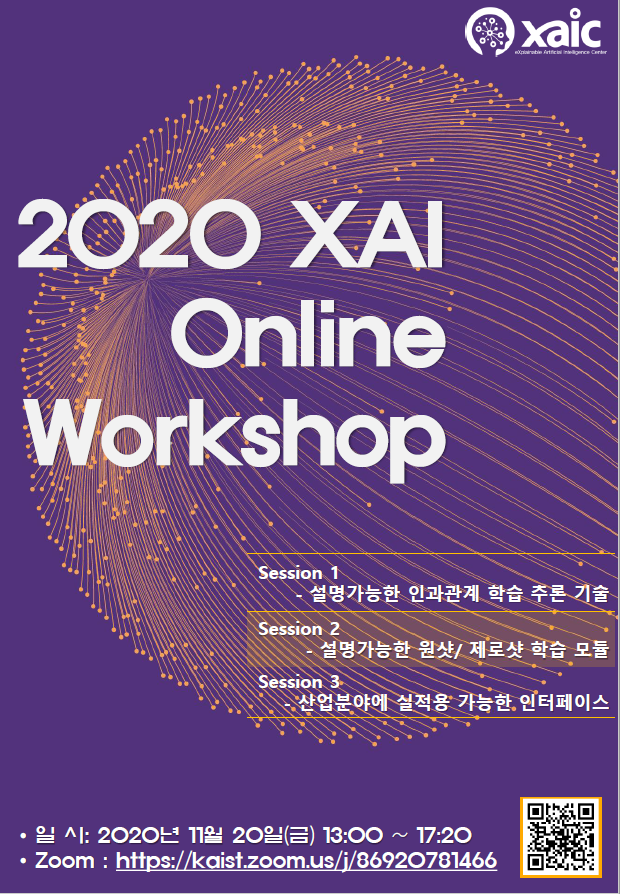 xaic
eXplainable Artificial Intelligence Center
2020 XAI
Online
Workshop
Session 1
- 설명가능한 인과관계 학습 추론 기술
Session 2
- 설명가능한 원샷/ 제로샷 학습 모듈
Session 3
- 산업분야에 실적용 가능한 인터페이스
• 일 시: 2020년 11월 20일(금) 13:00 ~ 17:20
• Zoom : https://kaist.zoom.us/j/86920781466